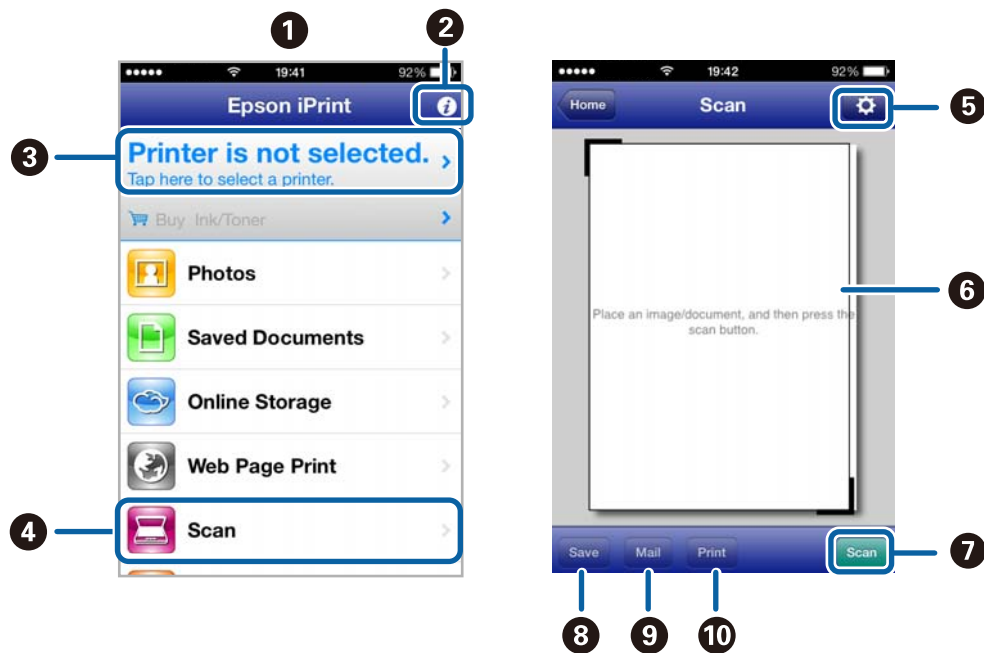 1
2
19:41
92%
Epson iPrint
i
3
Printer is not selected.
Tap here to select a printer.
Buy Ink/Toner
Photos
Saved Documents
Online Storage
Web Page Print
4
Scan
19:42
92%
Home
Scan
5
6
Place an image/document, and then press the
scan button.
Save
Mail
Print
Scan
7
8
9
10